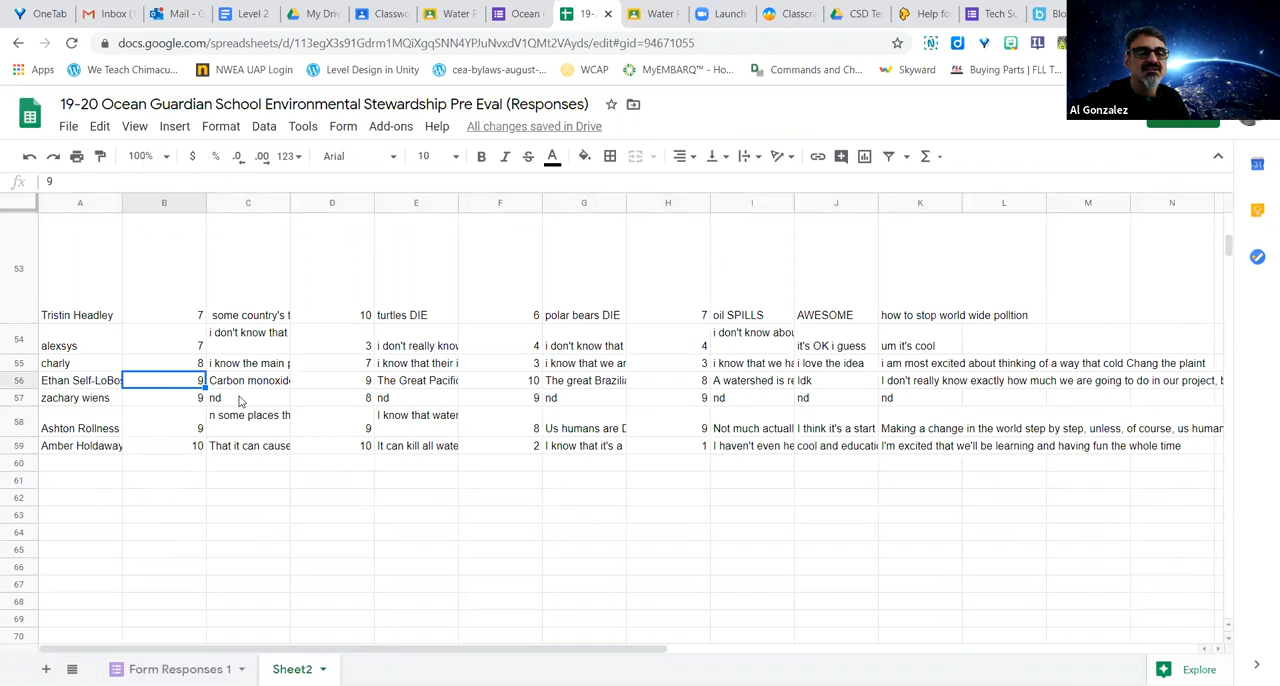 OneTab Inbox ( Mail - G Level 2 My Driv Classw Water P Ocean 19- Water P Launch Classcra CSD Te Help fo Tech Su Blo
docs.google.com/spreadsheets/d/113egX3s91Gdrm1MQiXgqSNN4YPJuNvxdV1QMt2VAyds/edit#gid=94671055
Apps We Teach Chimacu... NWEA UAP Login Level Design in Unity cea-bylaws-august-... WCAP MyEMBARQ™ - Ho... Commands and Ch... Skyward Buying Parts | FLL T...
Al Gonzalez
19-20 Ocean Guardian School Environmental Stewardship Pre Eval (Responses)
File Edit View Insert Format Data Tools Form Add-ons Help All changes saved in Drive
100% $ % .0 .00 123 Arial 10 B I S A
fx 9
A B C D E F G H I J K L M N
53 Tristin Headley 7 some country's t 10 turtles DIE 6 polar bears DIE 7 oil SPILLS AWESOME how to stop world wide polltion
54 alexsys 7 i don't know that 3 i don't really know 4 i don't know that 4 i don't know abou it's OK i guess um it's cool
55 charly 8 i know the main p 7 i know that their i 3 i know that we ar 3 i know that we ha i love the idea i am most excited about thinking of a way that cold Chang the plaint
56 Ethan Self-LoBos 9 Carbon monoxide 9 The Great Pacific 10 The great Brazilia 8 A watershed is re Idk I don't really know exactly how much we are going to do in our project, b
57 zachary wiens 9 nd 8 nd 9 nd 9 nd nd nd
58 Ashton Rollness 9 n some places th 9 I know that water 8 Us humans are D 9 Not much actuall I think it's a start Making a change in the world step by step, unless, of course, us human
59 Amber Holdaway 10 That it can cause 10 It can kill all wate 2 I know that it's a 1 I haven't even he cool and educatio I'm excited that we'll be learning and having fun the whole time
60
61
62
63
64
65
66
67
68
69
70
Form Responses 1 Sheet2 Explore